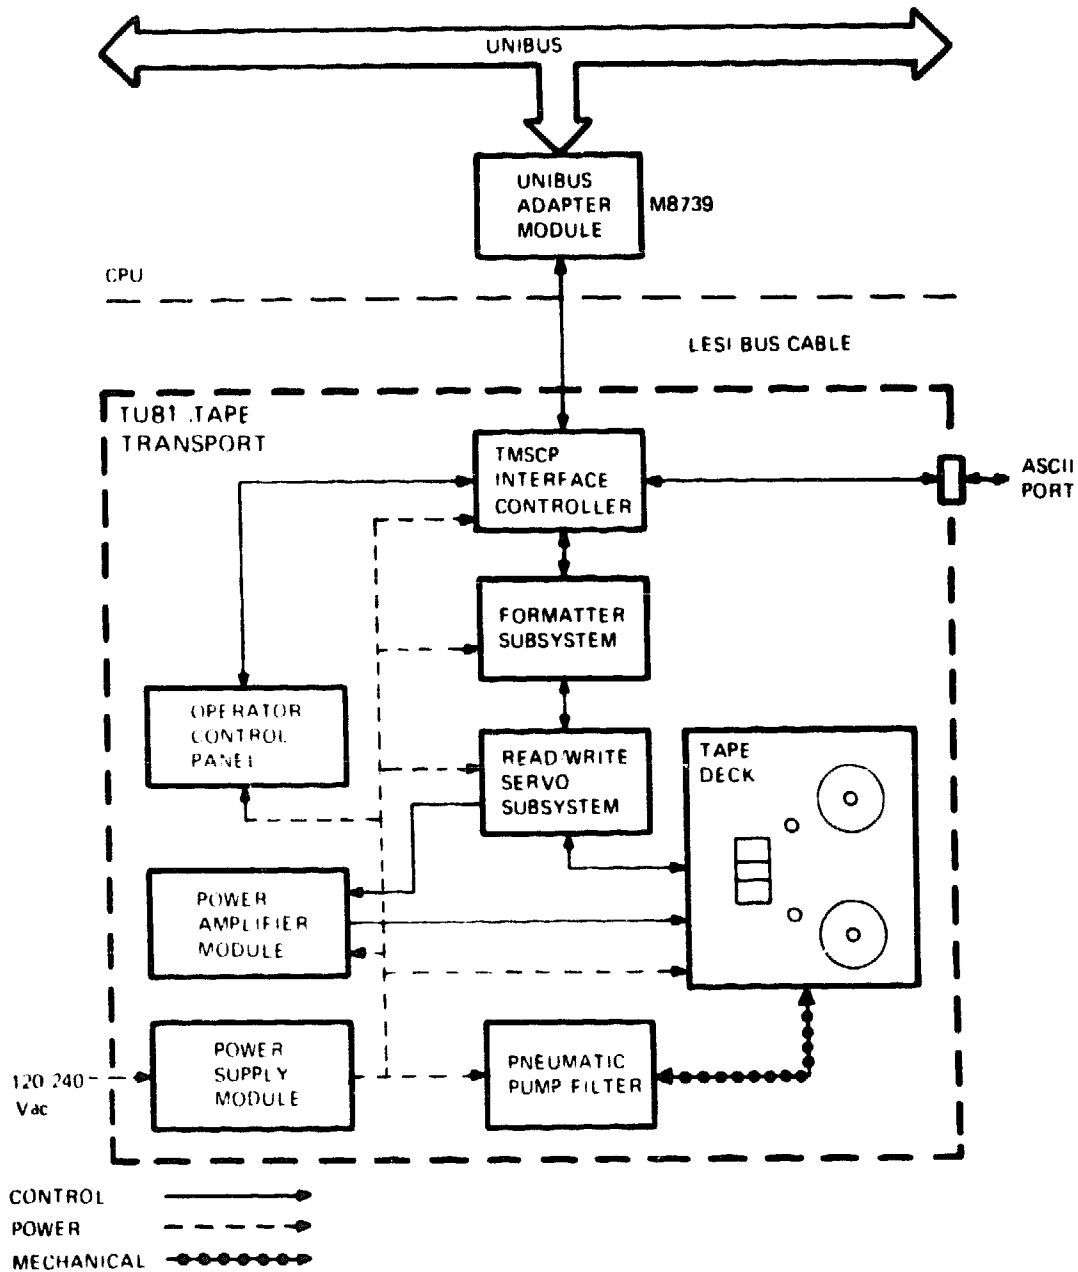 UNIBUS
UNIBUS
ADAPTER
MODULE
M8739
CPU
LESI BUS CABLE
TU81 TAPE
TRANSPORT
TMSCP
INTERFACE
CONTROLLER
ASCII
PORT
FORMATTER
SUBSYSTEM
OPERATOR
CONTROL
PANEL
READ/WRITE
SERVO
SUBSYSTEM
TAPE
DECK
POWER
AMPLIFIER
MODULE
POWER
SUPPLY
MODULE
PNEUMATIC
PUMP FILTER
120 240
Vac
CONTROL
POWER
MECHANICAL